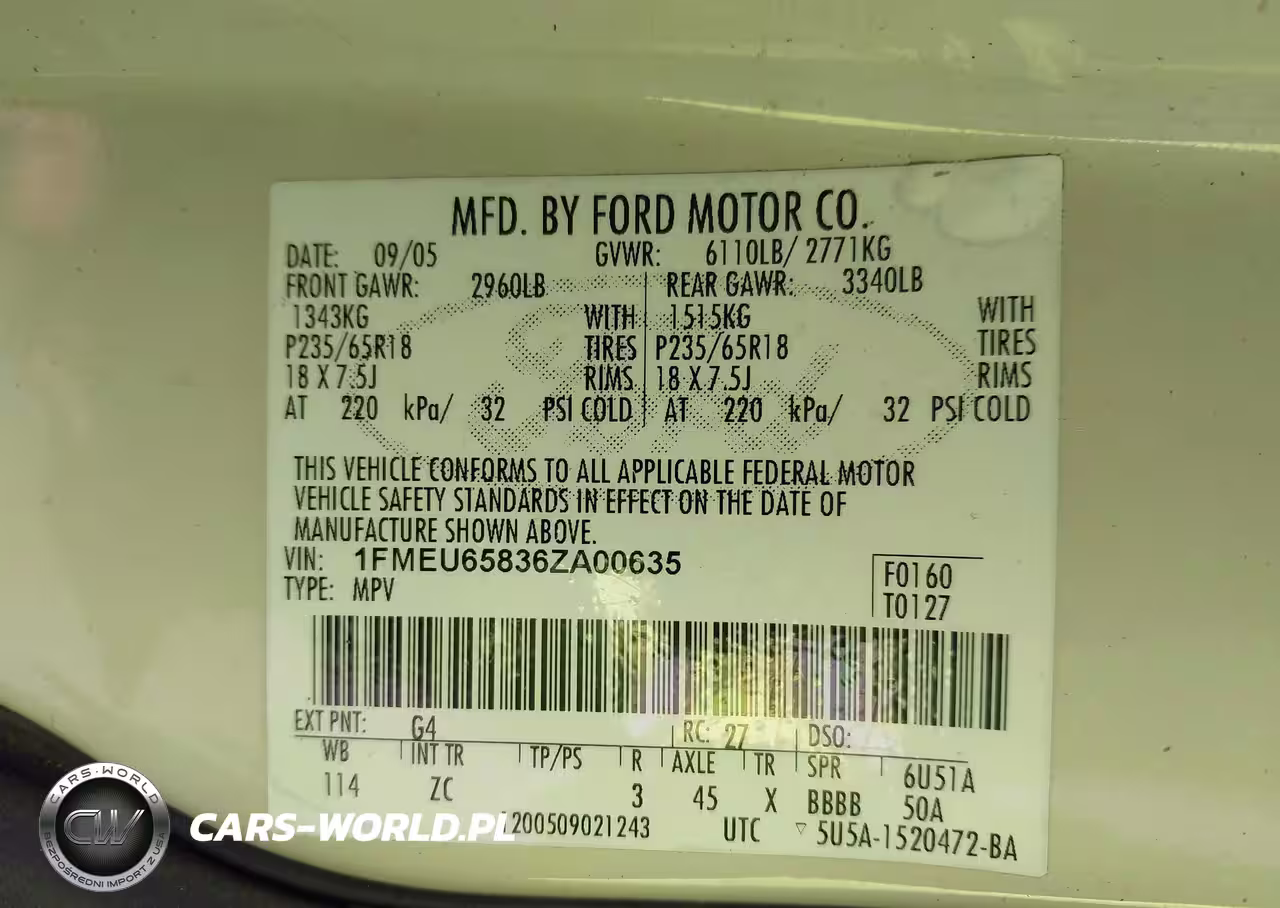 MFD. BY FORD MOTOR CO.
DATE: 09/05 GVWR: 6110LB/ 2771KG
FRONT GAWR: 2960LB REAR GAWR: 3340LB
1343KG WITH 1515KG WITH
P235/65R18 TIRES P235/65R18 TIRES
18 X 7.5J RIMS 18 X 7.5J RIMS
AT 220 kPa/ 32 PSI COLD AT 220 kPa/ 32 PSI COLD
Ford
THIS VEHICLE CONFORMS TO ALL APPLICABLE FEDERAL MOTOR
VEHICLE SAFETY STANDARDS IN EFFECT ON THE DATE OF
MANUFACTURE SHOWN ABOVE.
VIN: 1FMEU65836ZA00635
TYPE: MPV
F0160
T0127
EXT PNT: G4 RC: 27 DSO:
WB INT TR TP/PS R AXLE TR SPR 6U51A
114 ZC 3 45 X BBBB 50A
200509021243 UTC ▽ 5U5A-1520472-BA
CARS-WORLD
CW
BEZPOŚREDNI IMPORT Z USA
CARS-WORLD.PL